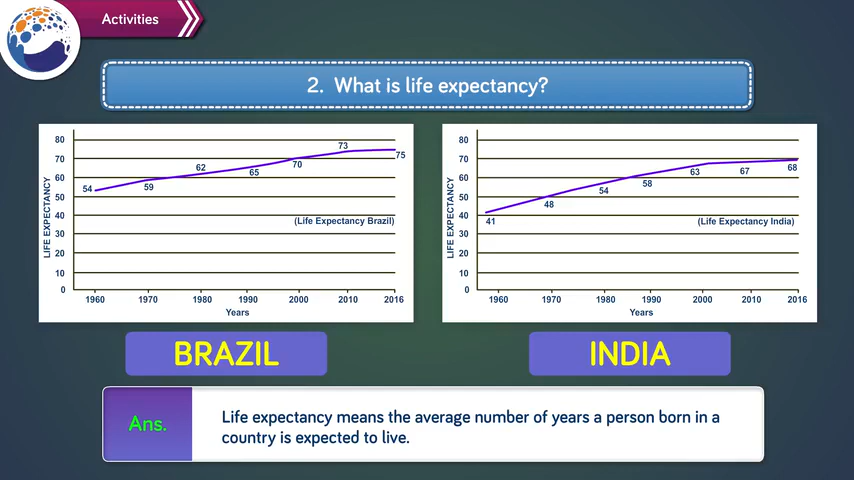 Activities
2. What is life expectancy?
80
70
60
50
40
30
20
10
0
LIFE EXPECTANCY
54
59
62
65
70
73
75
(Life Expectancy Brazil)
1960 1970 1980 1990 2000 2010 2016
Years
80
70
60
50
40
30
20
10
0
LIFE EXPECTANCY
41
48
54
58
63
67
68
(Life Expectancy India)
1960 1970 1980 1990 2000 2010 2016
Years
BRAZIL
INDIA
Ans.
Life expectancy means the average number of years a person born in a
country is expected to live.